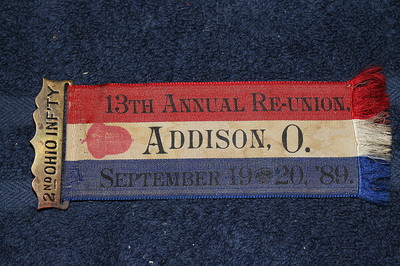 2ND OHIO INF'TY
13TH ANNUAL RE-UNION,
ADDISON, O.
SEPTEMBER 19 & 20, '89.